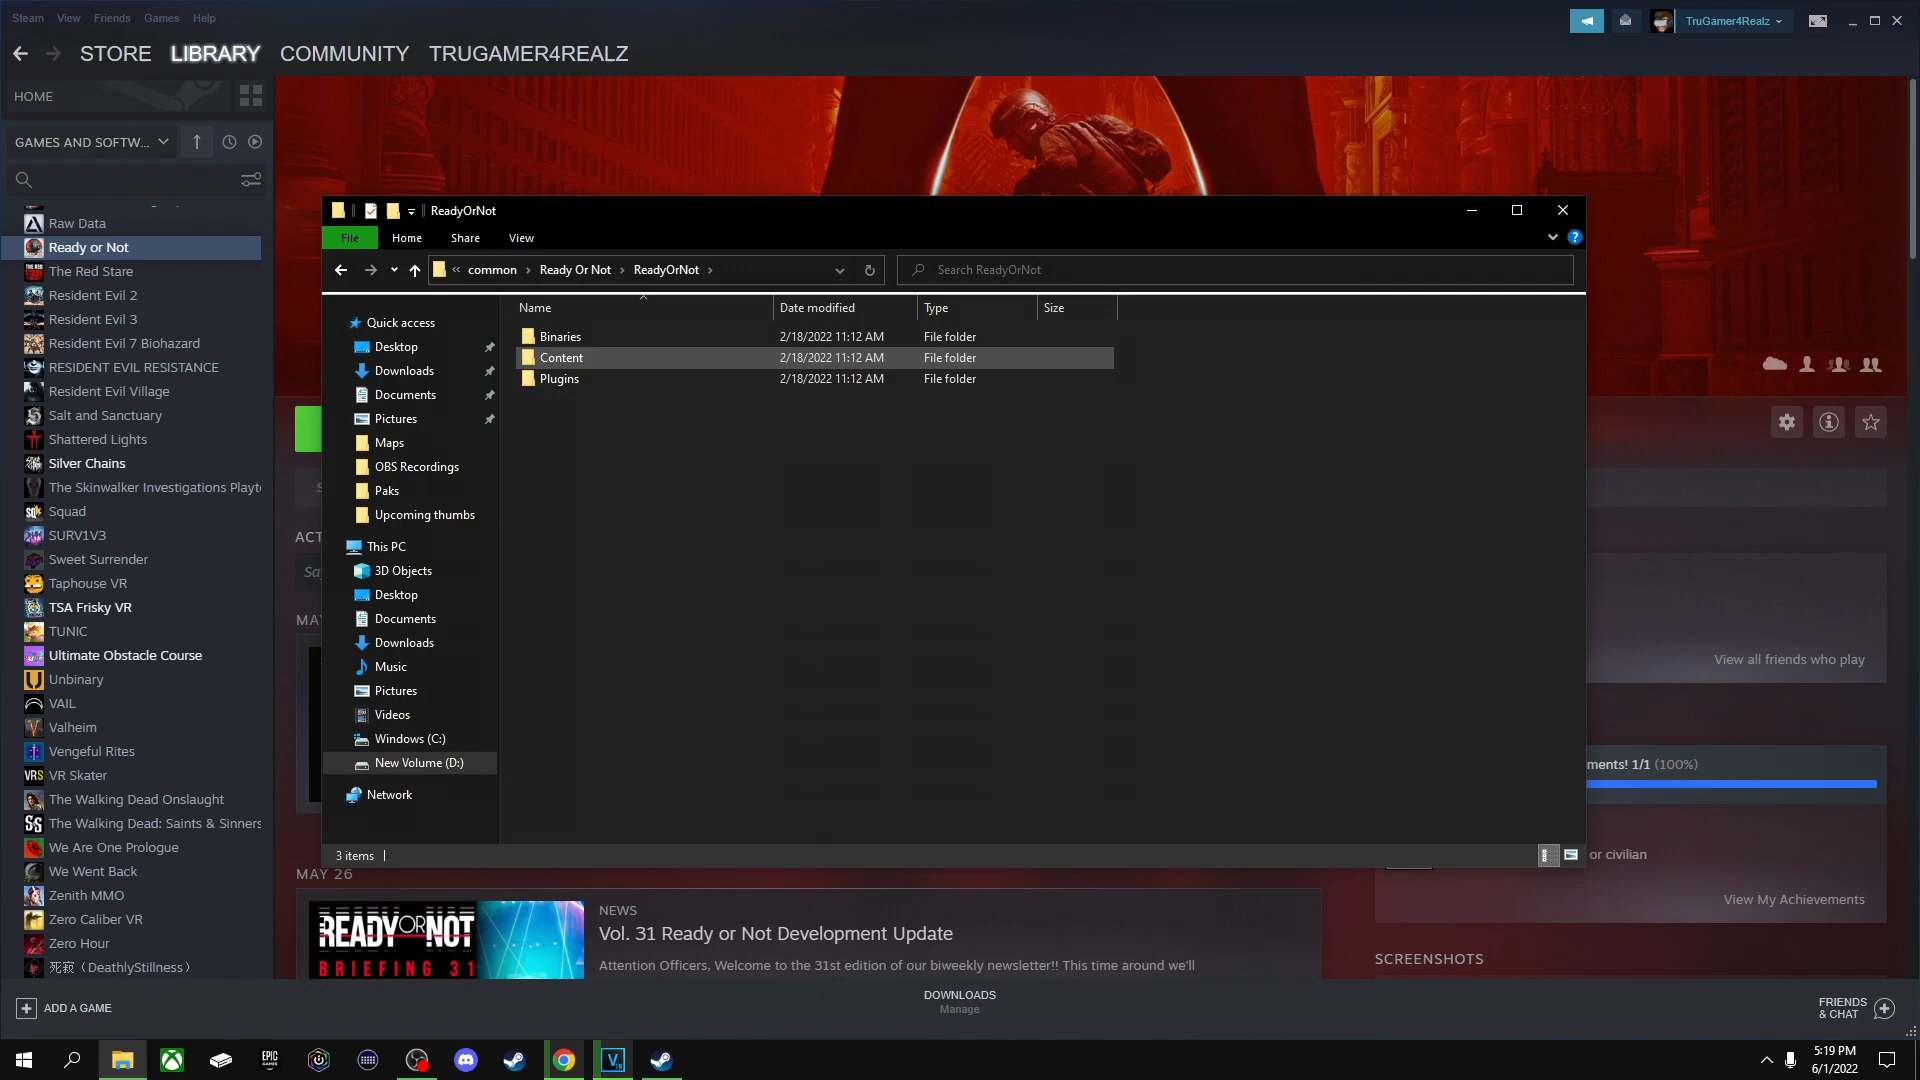 Steam View Friends Games Help
TruGamer4Realz
STORE LIBRARY COMMUNITY TRUGAMER4REALZ
HOME
GAMES AND SOFTW...
Raw Data
Ready or Not
The Red Stare
Resident Evil 2
Resident Evil 3
Resident Evil 7 Biohazard
RESIDENT EVIL RESISTANCE
Resident Evil Village
Salt and Sanctuary
Shattered Lights
Silver Chains
The Skinwalker Investigations Playt
Squad
SURV1V3
Sweet Surrender
Taphouse VR
TSA Frisky VR
TUNIC
Ultimate Obstacle Course
Unbinary
VAIL
Valheim
Vengeful Rites
VR Skater
The Walking Dead Onslaught
The Walking Dead: Saints & Sinners
We Are One Prologue
We Went Back
Zenith MMO
Zero Caliber VR
Zero Hour
死寂（DeathlyStillness）
ADD A GAME
ReadyOrNot
File Home Share View
« common › Ready Or Not › ReadyOrNot ›
Search ReadyOrNot
Name Date modified Type Size
Binaries 2/18/2022 11:12 AM File folder
Content 2/18/2022 11:12 AM File folder
Plugins 2/18/2022 11:12 AM File folder
Quick access
Desktop
Downloads
Documents
Pictures
Maps
OBS Recordings
Paks
Upcoming thumbs
This PC
3D Objects
Desktop
Documents
Downloads
Music
Pictures
Videos
Windows (C:)
New Volume (D:)
Network
3 items
ACT
Sa
MAY
View all friends who play
ments! 1/1 (100%)
or civilian
View My Achievements
SCREENSHOTS
MAY 26
READY OR NOT
BRIEFING 31
NEWS
Vol. 31 Ready or Not Development Update
Attention Officers, Welcome to the 31st edition of our biweekly newsletter!! This time around we'll
DOWNLOADS
Manage
FRIENDS
& CHAT
5:19 PM
6/1/2022